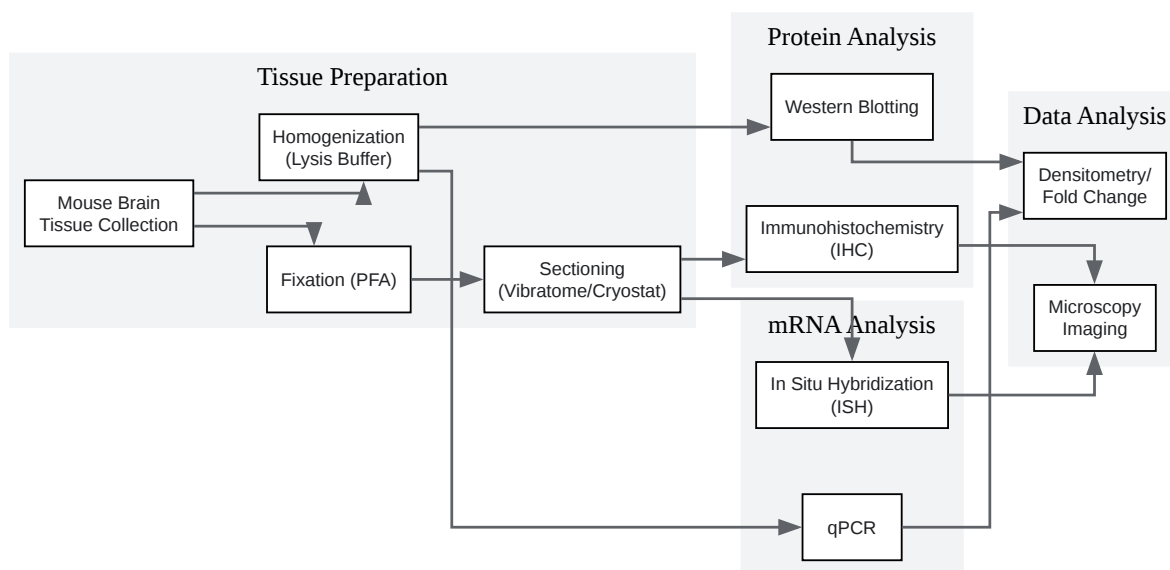 Tissue Preparation
Mouse Brain
Tissue Collection
Homogenization
(Lysis Buffer)
Fixation (PFA)
Sectioning
(Vibratome/Cryostat)
Protein Analysis
Western Blotting
Immunohistochemistry
(IHC)
mRNA Analysis
In Situ Hybridization
(ISH)
qPCR
Data Analysis
Densitometry/
Fold Change
Microscopy
Imaging